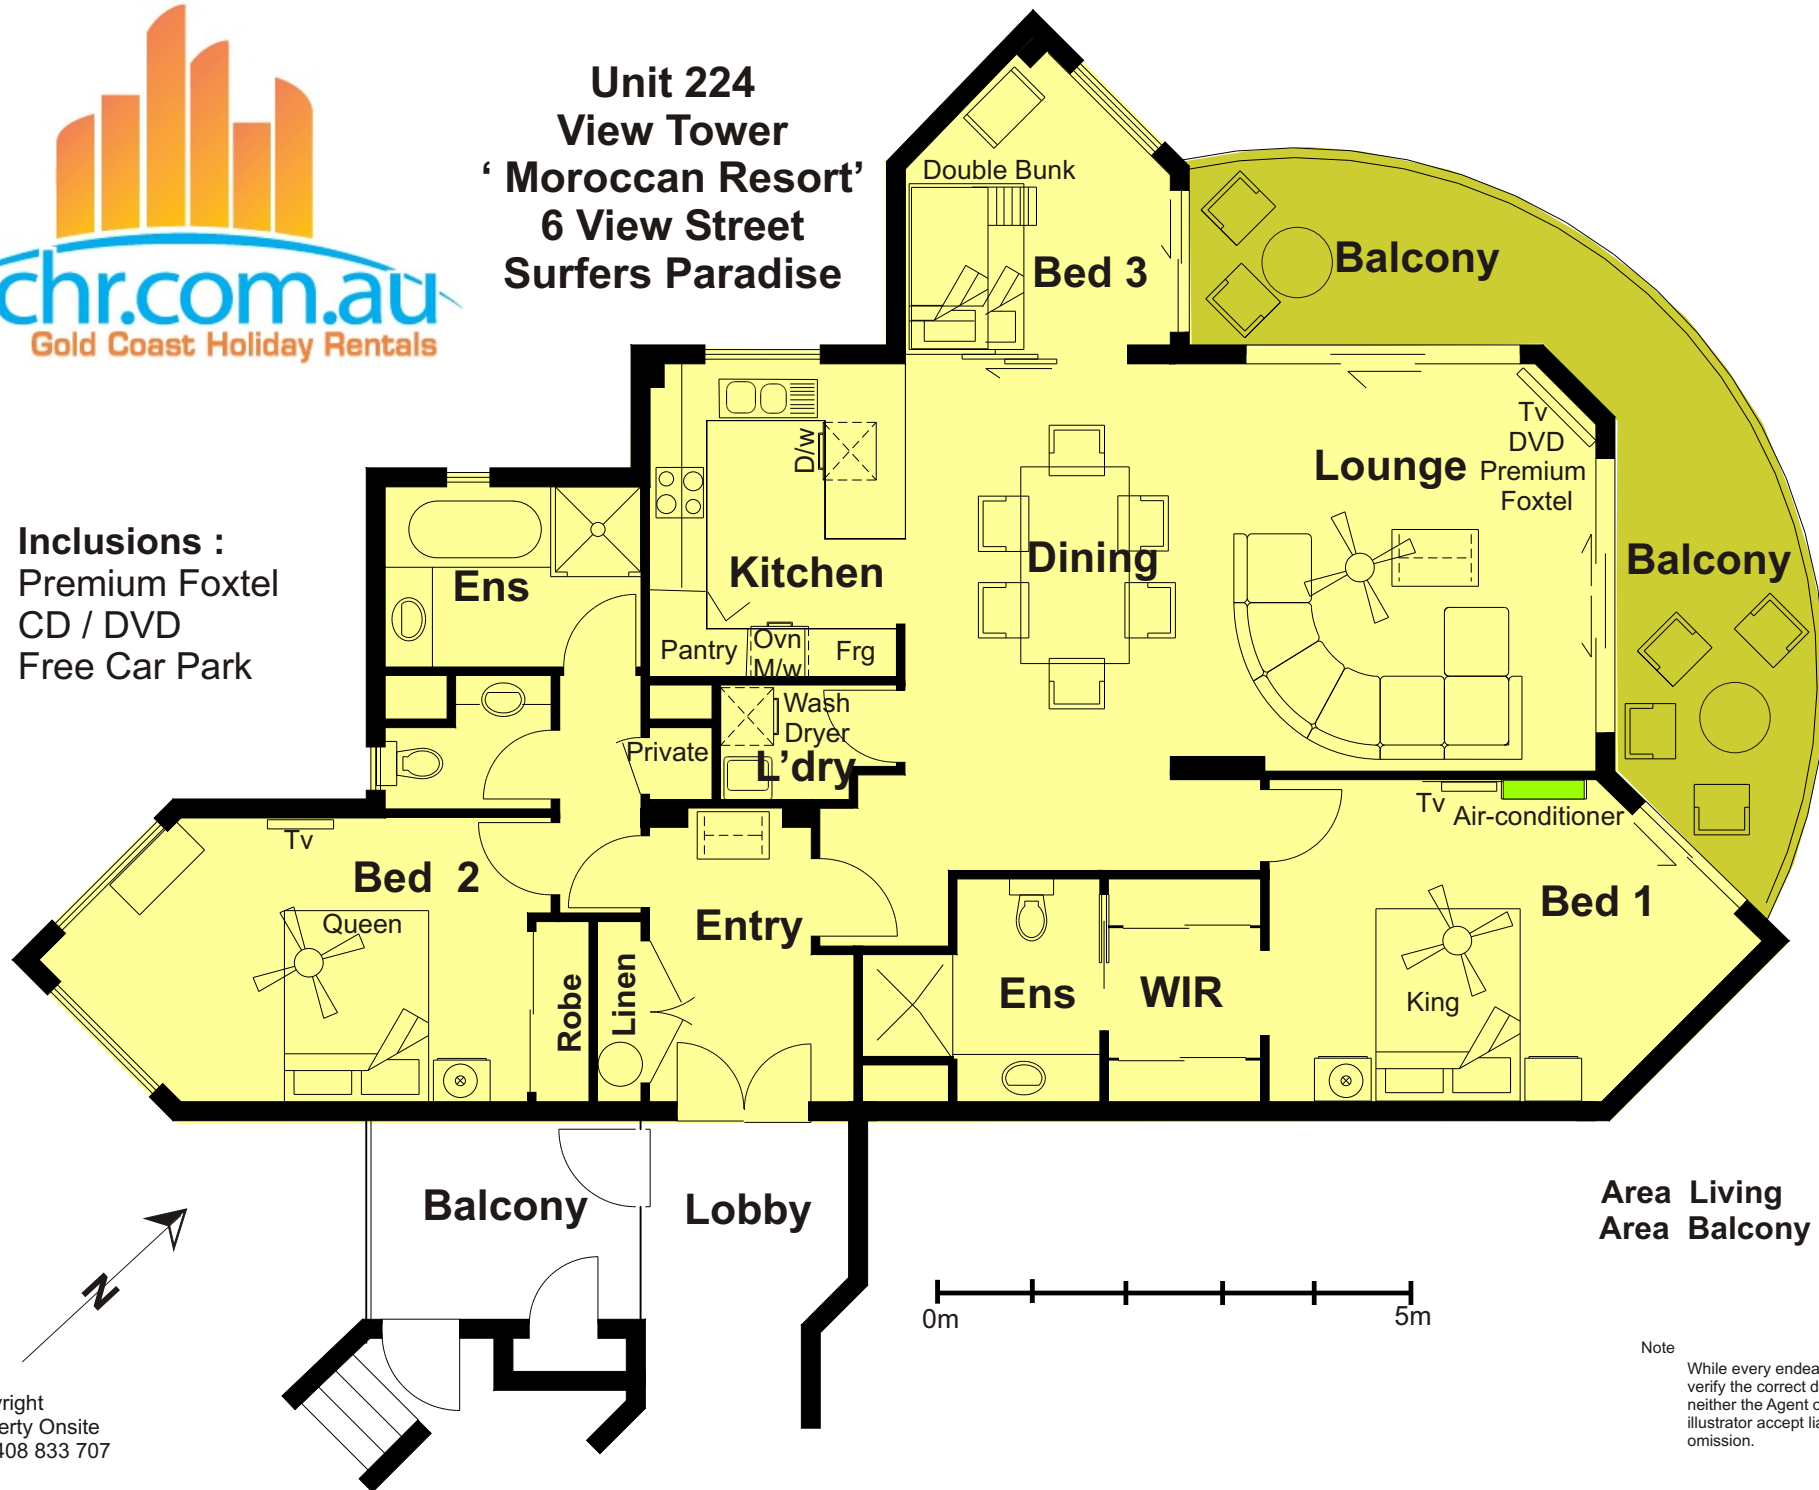 chr.com.au
Gold Coast Holiday Rentals
Unit 224
View Tower
‘ Moroccan Resort’
6 View Street
Surfers Paradise
Inclusions :
Premium Foxtel
CD / DVD
Free Car Park
Double Bunk
Bed 3
Balcony
Tv
DVD
Premium
Foxtel
Lounge
Balcony
D/w
Kitchen
Dining
Ens
Pantry
Ovn
M/w
Frg
Wash
Dryer
L’dry
Private
Tv
Bed 2
Queen
Entry
Robe
Linen
Ens
WIR
Tv
Air-conditioner
Bed 1
King
Balcony
Lobby
N
0m
5m
Area Living
Area Balcony
Note
While every endea
verify the correct d
neither the Agent o
illustrator accept lia
omission.
right
erty Onsite
408 833 707